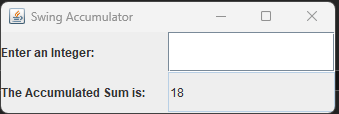 Swing Accumulator
Enter an Integer:
The Accumulated Sum is: 18